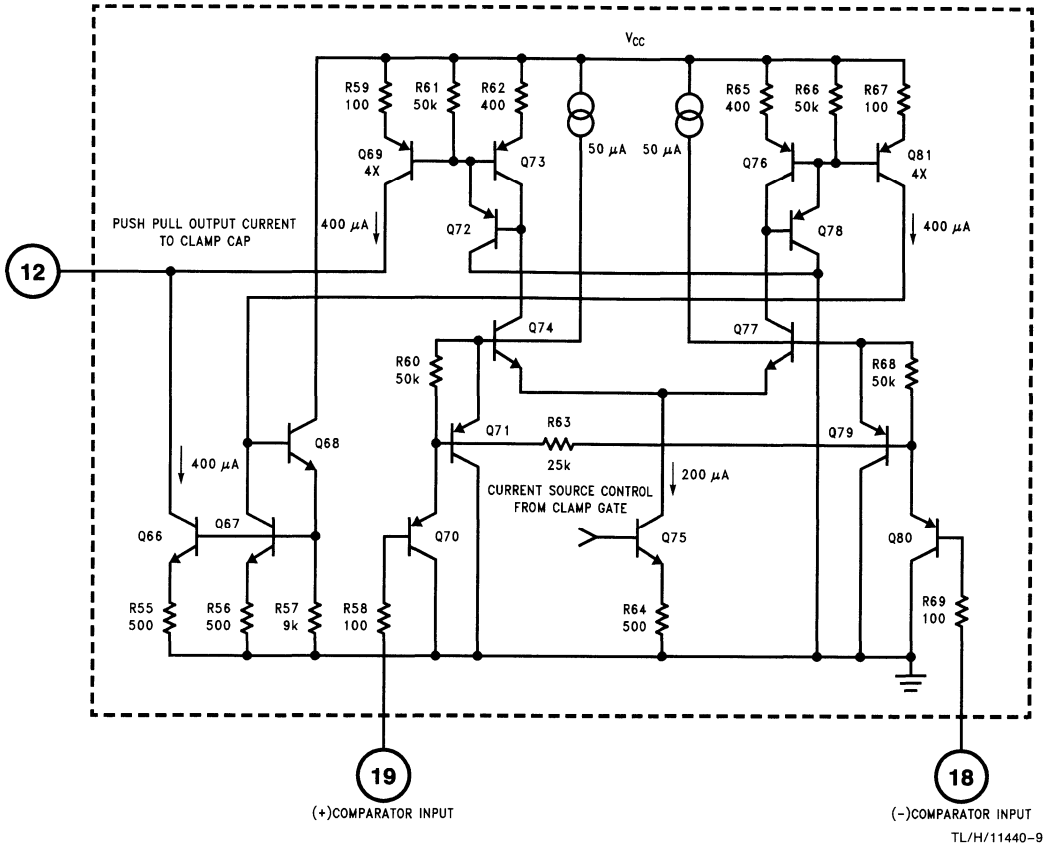 VCC
R59
100
R61
50k
R62
400
50 µA
50 µA
R65
400
R66
50k
R67
100
Q69
4X
Q73
Q76
Q81
4X
PUSH PULL OUTPUT CURRENT
TO CLAMP CAP
400 µA
Q72
Q78
400 µA
12
Q74
Q77
R60
50k
R68
50k
Q68
Q71
R63
25k
Q79
400 µA
CURRENT SOURCE CONTROL
FROM CLAMP GATE
200 µA
Q66
Q67
Q70
Q75
Q80
R55
500
R56
500
R57
9k
R58
100
R64
500
R69
100
19
18
(+)COMPARATOR INPUT
(-)COMPARATOR INPUT
TL/H/11440-9